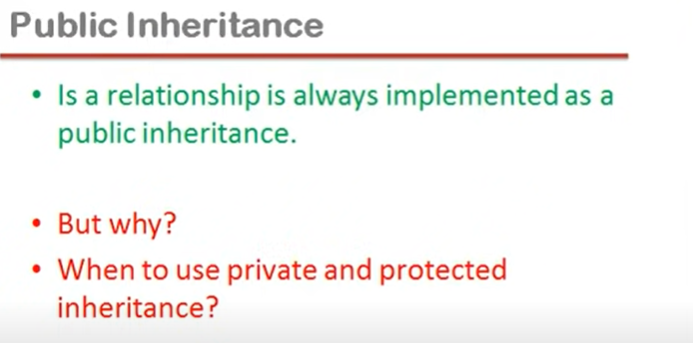 Public Inheritance
• Is a relationship is always implemented as a
public inheritance.
• But why?
• When to use private and protected
inheritance?